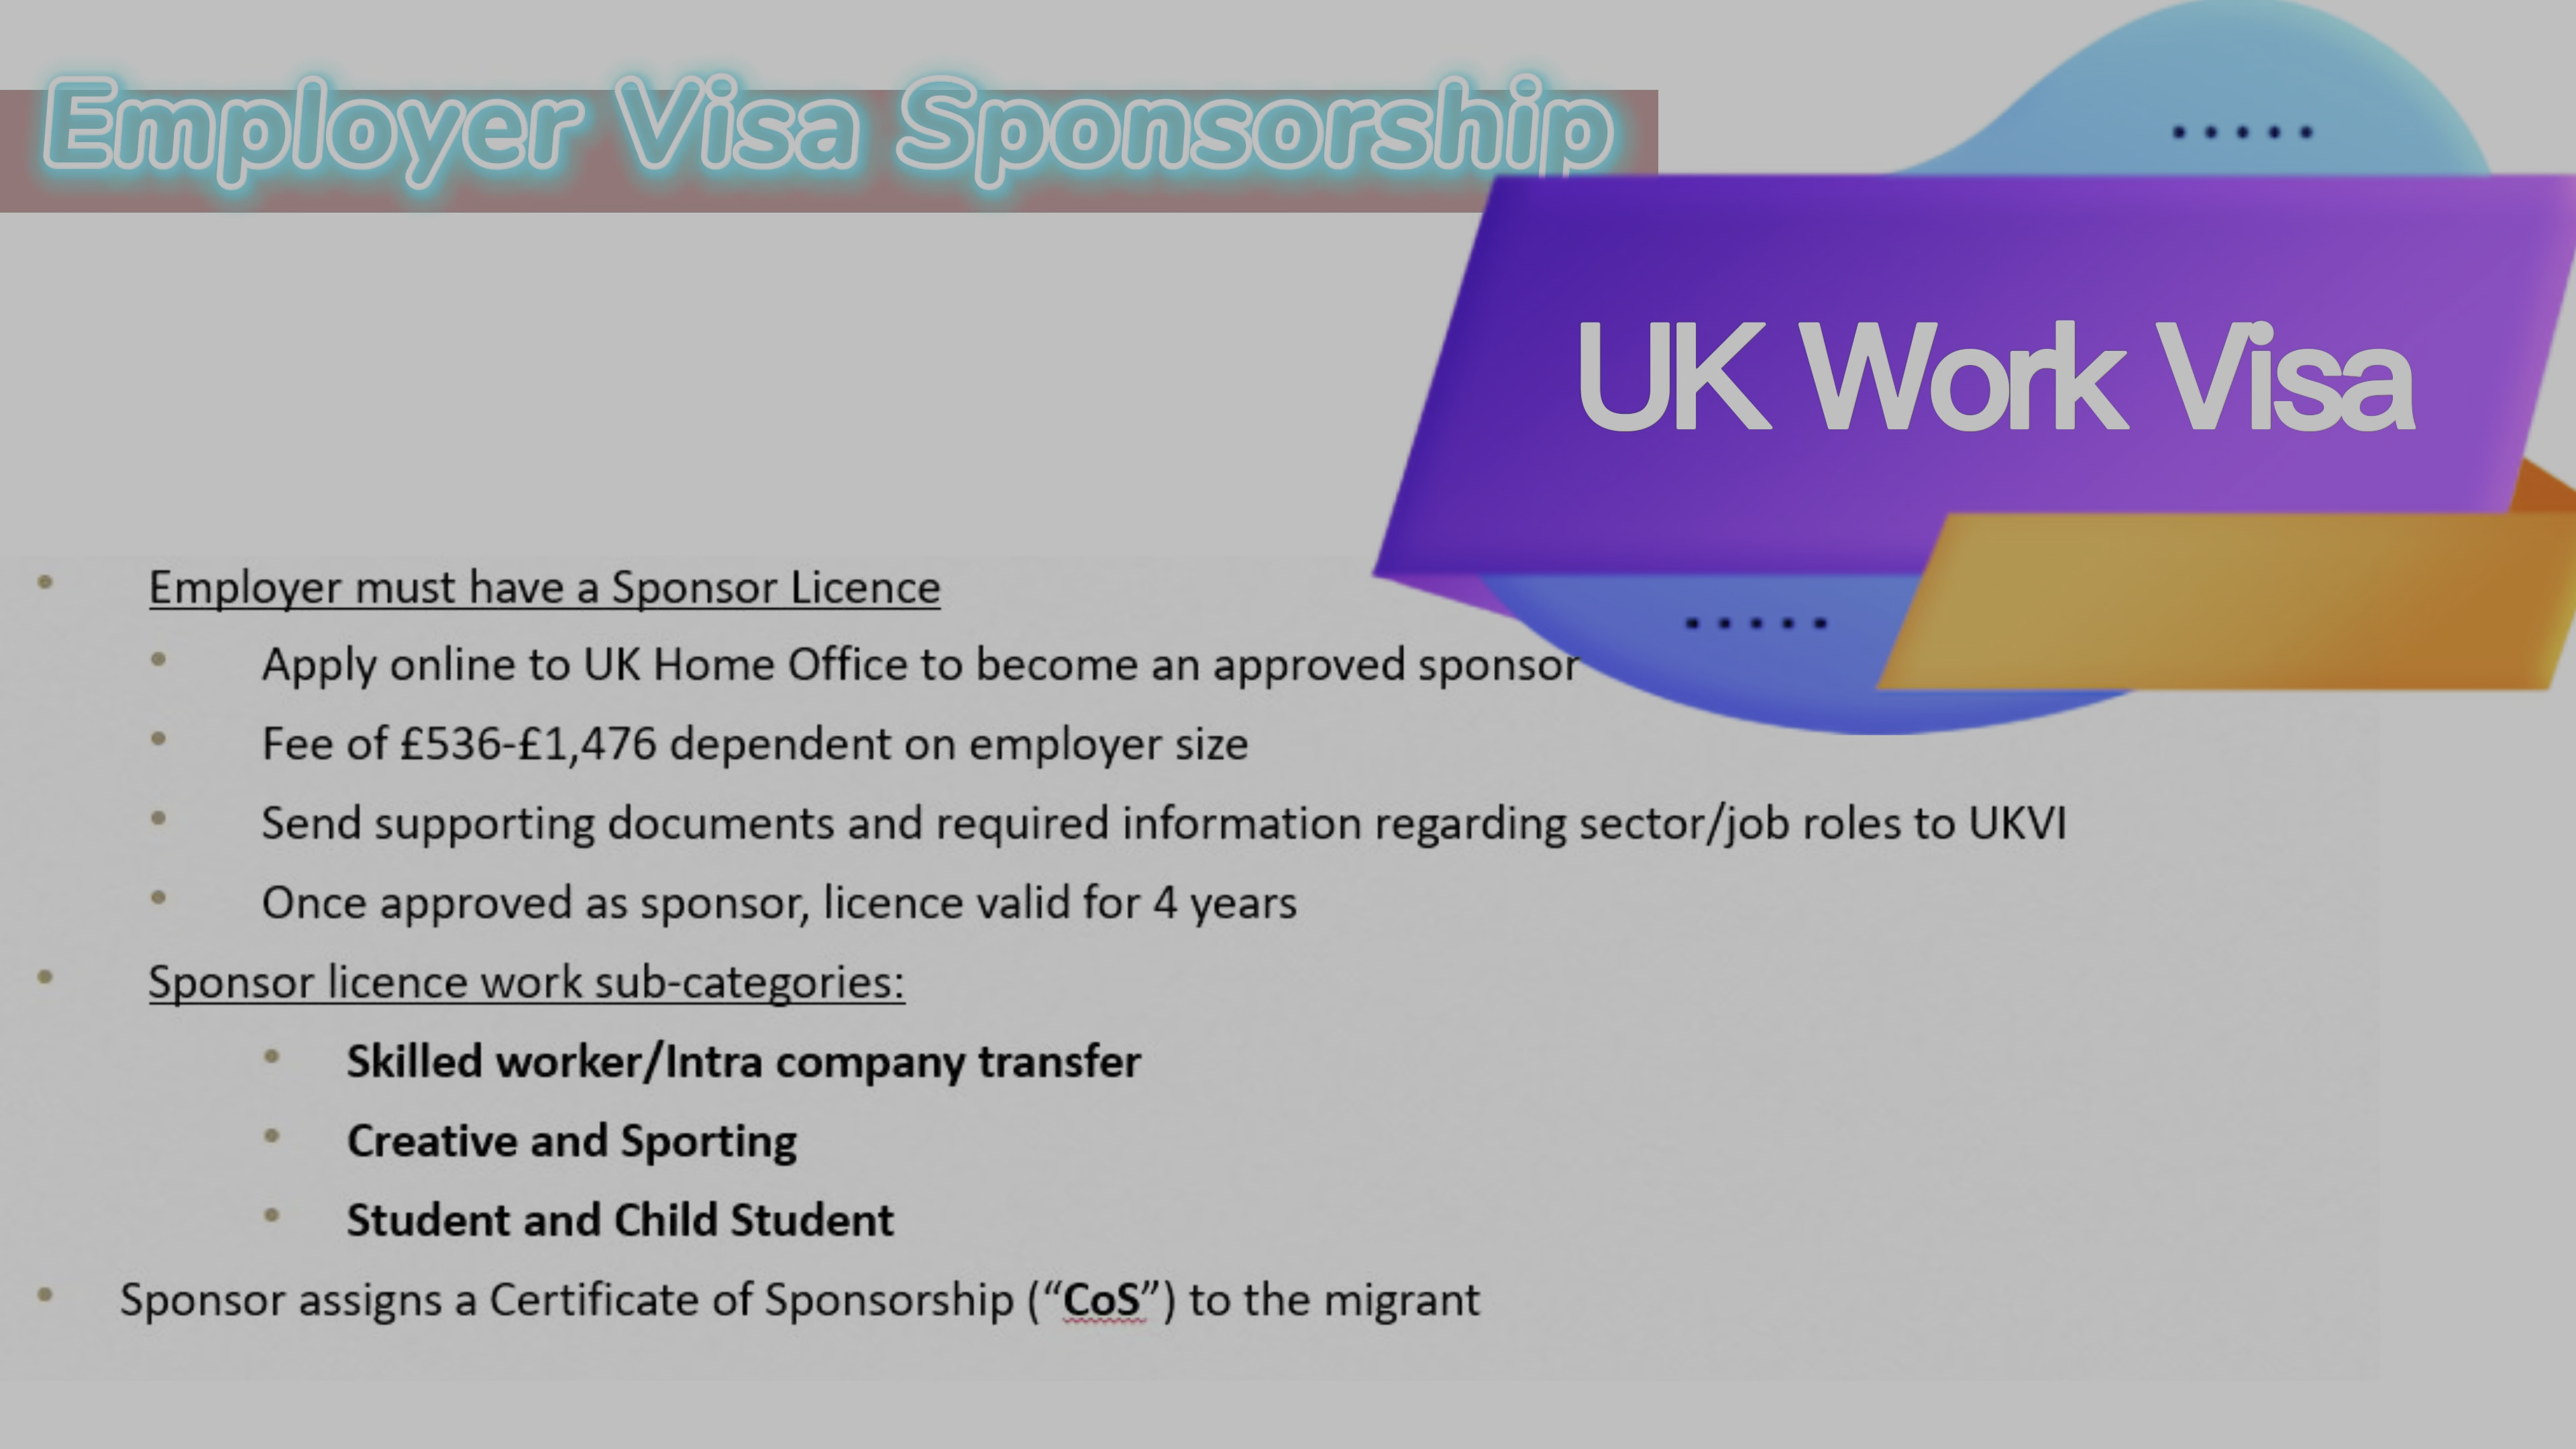 Employer Visa Sponsorship
UK Work Visa
Employer must have a Sponsor Licence
Apply online to UK Home Office to become an approved sponsor
Fee of £536-£1,476 dependent on employer size
Send supporting documents and required information regarding sector/job roles to UKVI
Once approved as sponsor, licence valid for 4 years
Sponsor licence work sub-categories:
Skilled worker/Intra company transfer
Creative and Sporting
Student and Child Student
Sponsor assigns a Certificate of Sponsorship (“CoS”) to the migrant